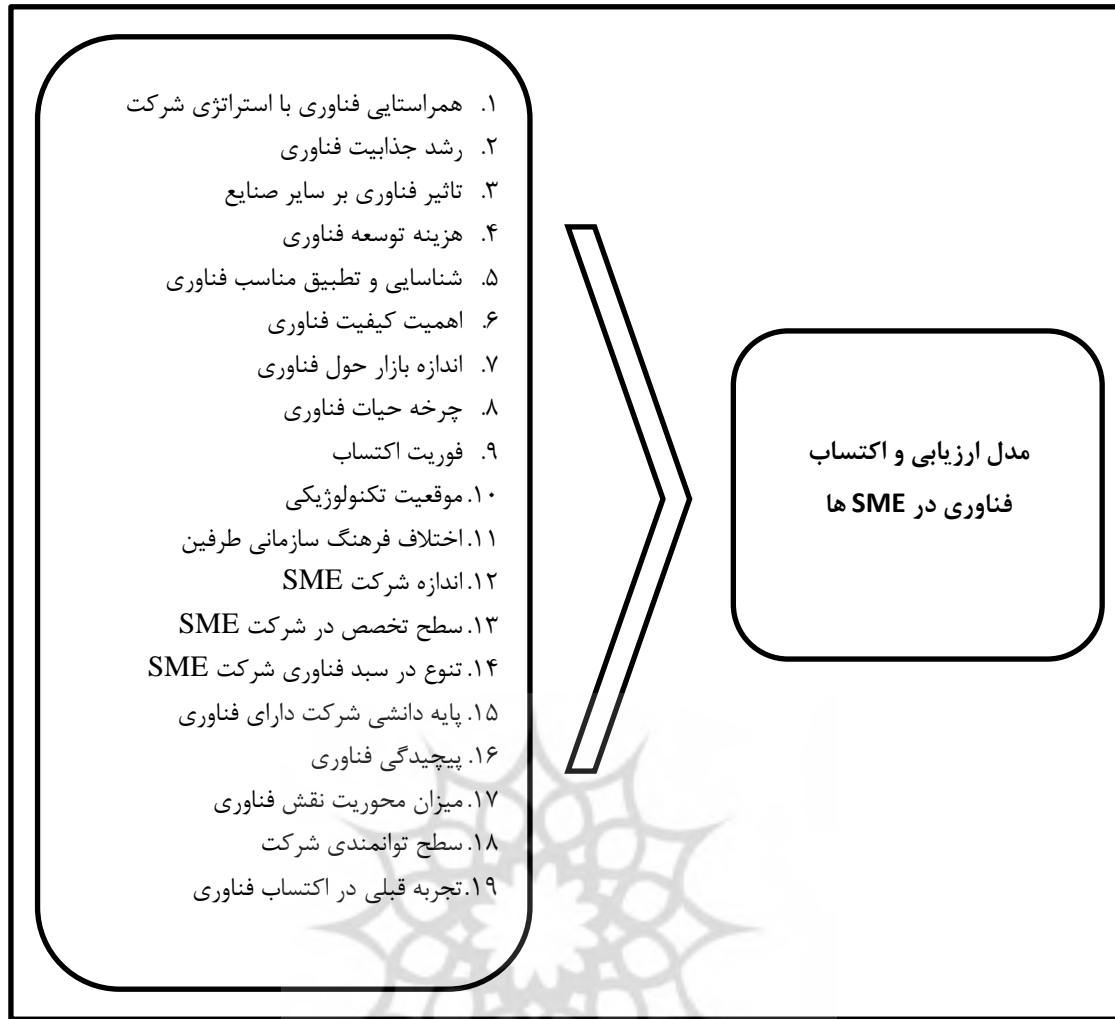 ۱. همراستایی فناوری با استراتژی شرکت
۲. رشد جذابیت فناوری
۳. تاثیر فناوری بر سایر صنایع
۴. هزینه توسعه فناوری
۵. شناسایی و تطبیق مناسب فناوری
۶. اهمیت کیفیت فناوری
۷. اندازه بازار حول فناوری
۸. چرخه حیات فناوری
۹. فوریت اکتساب
۱۰. موقعیت تکنولوژیکی
۱۱. اختلاف فرهنگ سازمانی طرفین
۱۲. اندازه شرکت SME
۱۳. سطح تخصص در شرکت SME
۱۴. تنوع در سبد فناوری شرکت SME
۱۵. پایه دانشی شرکت دارای فناوری
۱۶. پیچیدگی فناوری
۱۷. میزان محوریت نقش فناوری
۱۸. سطح توانمندی شرکت
۱۹. تجربه قبلی در اکتساب فناوری
مدل ارزیابی و اکتساب
فناوری در SME ها